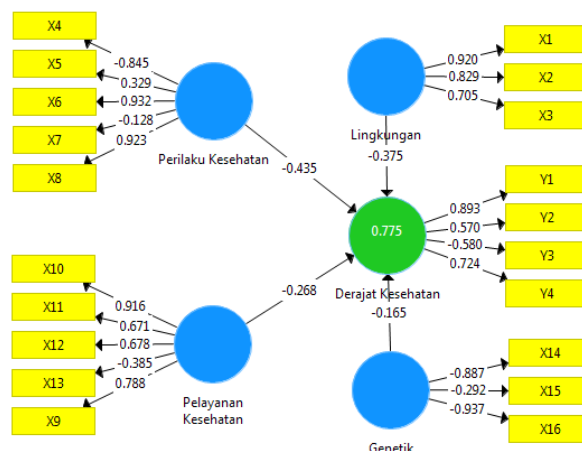 X4
X5
X6
X7
X8
-0.845
0.329
0.932
-0.128
0.923
Perilaku Kesehatan
-0.435
X1
X2
X3
0.920
0.829
0.705
Lingkungan
-0.375
Y1
Y2
Y3
Y4
0.893
0.570
-0.580
0.724
0.775
Derajat Kesehatan
X10
X11
X12
X13
X9
0.916
0.671
0.678
-0.385
0.788
Pelayanan
Kesehatan
-0.268
-0.165
X14
X15
X16
-0.887
-0.292
-0.937
Genetik